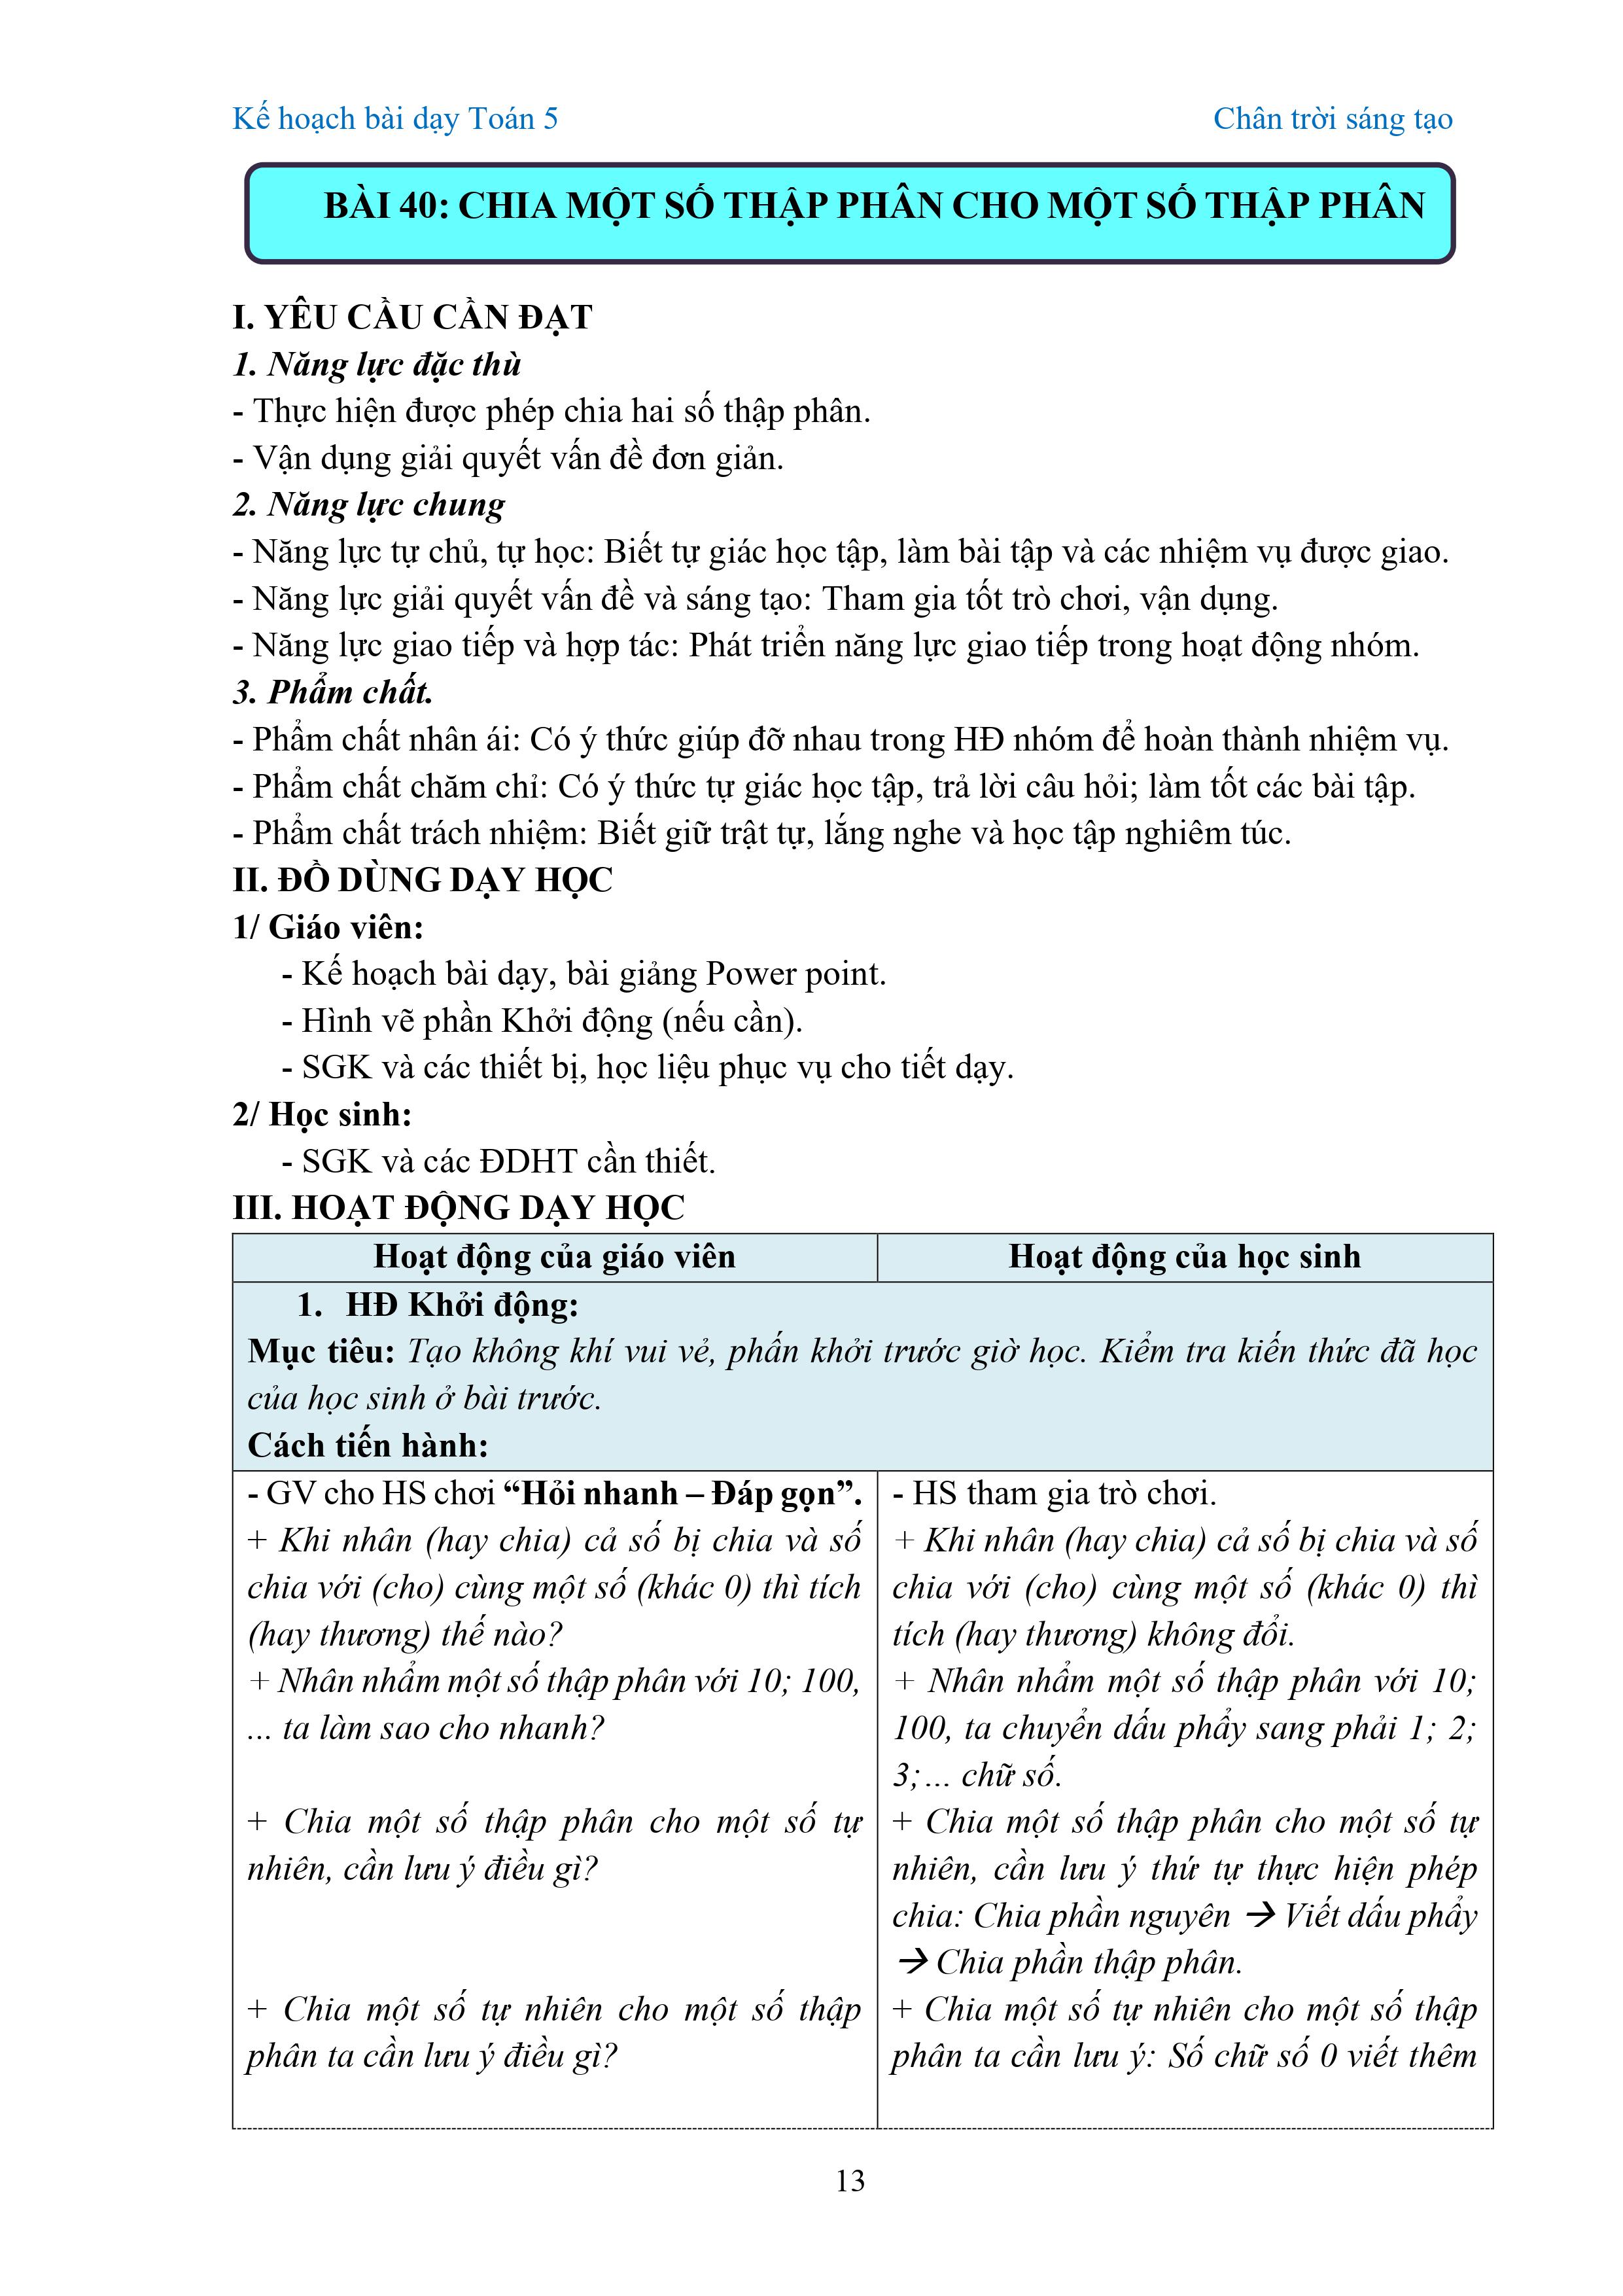 Kế hoạch bài dạy Toán 5 Chân trời sáng tạo
BÀI 40: CHIA MỘT SỐ THẬP PHÂN CHO MỘT SỐ THẬP PHÂN
I. YÊU CẦU CẦN ĐẠT
1. Năng lực đặc thù
- Thực hiện được phép chia hai số thập phân.
- Vận dụng giải quyết vấn đề đơn giản.
2. Năng lực chung
- Năng lực tự chủ, tự học: Biết tự giác học tập, làm bài tập và các nhiệm vụ được giao.
- Năng lực giải quyết vấn đề và sáng tạo: Tham gia tốt trò chơi, vận dụng.
- Năng lực giao tiếp và hợp tác: Phát triển năng lực giao tiếp trong hoạt động nhóm.
3. Phẩm chất.
- Phẩm chất nhân ái: Có ý thức giúp đỡ nhau trong HĐ nhóm để hoàn thành nhiệm vụ.
- Phẩm chất chăm chỉ: Có ý thức tự giác học tập, trả lời câu hỏi; làm tốt các bài tập.
- Phẩm chất trách nhiệm: Biết giữ trật tự, lắng nghe và học tập nghiêm túc.
II. ĐỒ DÙNG DẠY HỌC
1/ Giáo viên:
- Kế hoạch bài dạy, bài giảng Power point.
- Hình vẽ phần Khởi động (nếu cần).
- SGK và các thiết bị, học liệu phục vụ cho tiết dạy.
2/ Học sinh:
- SGK và các ĐDHT cần thiết.
III. HOẠT ĐỘNG DẠY HỌC
Hoạt động của giáo viên
Hoạt động của học sinh
1. HĐ Khởi động:
Mục tiêu: Tạo không khí vui vẻ, phấn khởi trước giờ học. Kiểm tra kiến thức đã học
của học sinh ở bài trước.
Cách tiến hành:
- GV cho HS chơi “Hỏi nhanh – Đáp gọn”.
+ Khi nhân (hay chia) cả số bị chia và số
chia với (cho) cùng một số (khác 0) thì tích
(hay thương) thế nào?
+ Nhân nhẩm một số thập phân với 10; 100,
... ta làm sao cho nhanh?
+ Chia một số thập phân cho một số tự
nhiên, cần lưu ý điều gì?
+ Chia một số tự nhiên cho một số thập
phân ta cần lưu ý điều gì?
- HS tham gia trò chơi.
+ Khi nhân (hay chia) cả số bị chia và số
chia với (cho) cùng một số (khác 0) thì
tích (hay thương) không đổi.
+ Nhân nhẩm một số thập phân với 10;
100, ta chuyển dấu phẩy sang phải 1; 2;
3;... chữ số.
+ Chia một số thập phân cho một số tự
nhiên, cần lưu ý thứ tự thực hiện phép
chia: Chia phần nguyên → Viết dấu phẩy
→ Chia phần thập phân.
+ Chia một số tự nhiên cho một số thập
phân ta cần lưu ý: Số chữ số 0 viết thêm
13